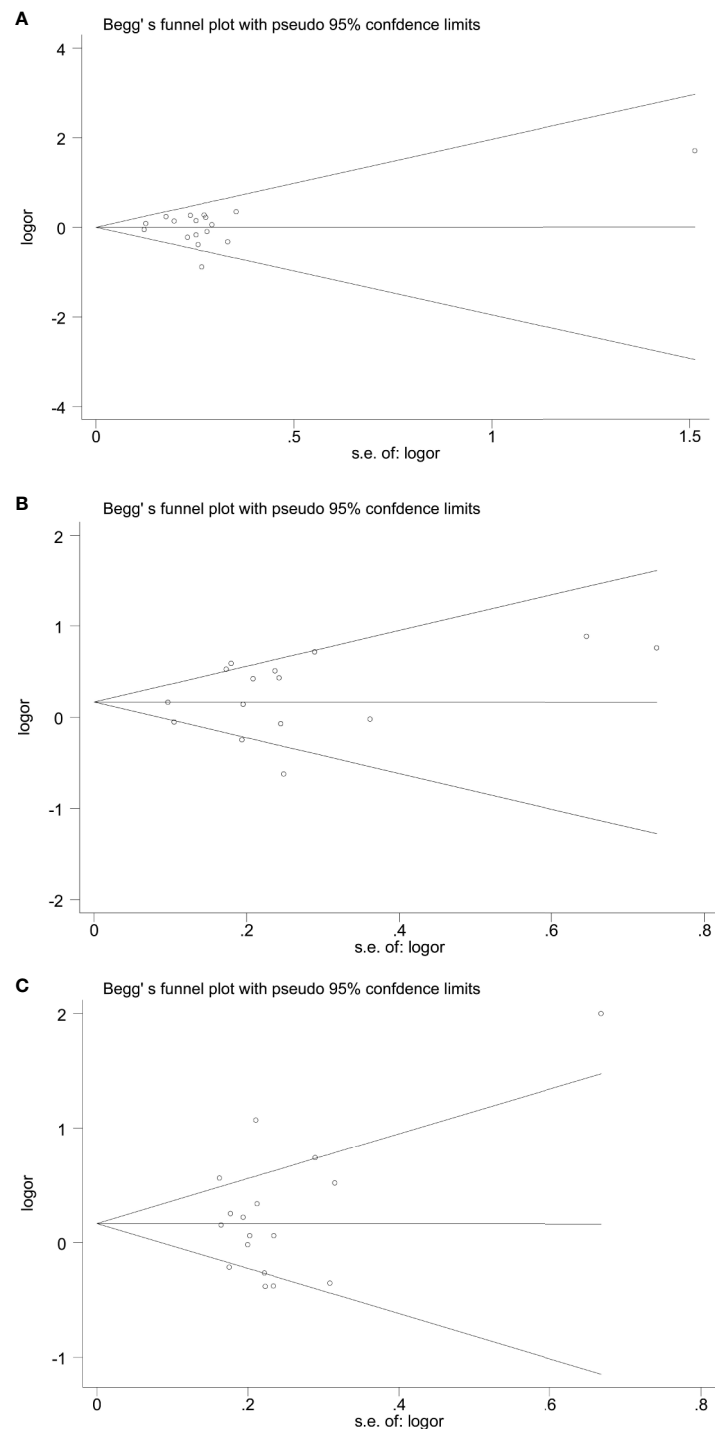 A
Begg' s funnel plot with pseudo 95% confdence limits
4
2
0
-2
-4
logor
0 .5 1 1.5
s.e. of: logor
B
Begg' s funnel plot with pseudo 95% confdence limits
2
1
0
-1
-2
logor
0 .2 .4 .6 .8
s.e. of: logor
C
Begg' s funnel plot with pseudo 95% confdence limits
2
1
0
-1
logor
0 .2 .4 .6 .8
s.e. of: logor